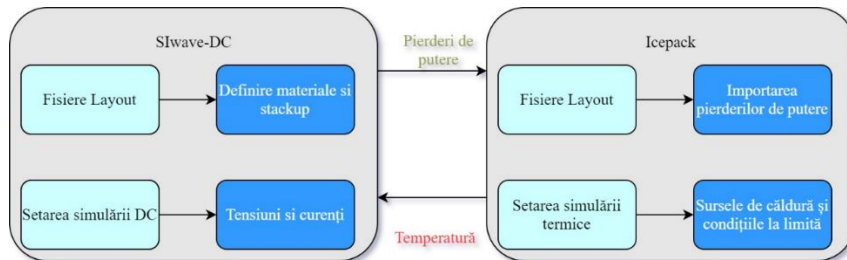 SIwave-DC
Fisiere Layout
Definire materiale si
stackup
Setarea simulării DC
Tensiuni si curenți
Pierderi de
putere
Temperatură
Icepack
Fisiere Layout
Importarea
pierderilor de putere
Setarea simulării
termice
Sursele de căldură și
condițiile la limită